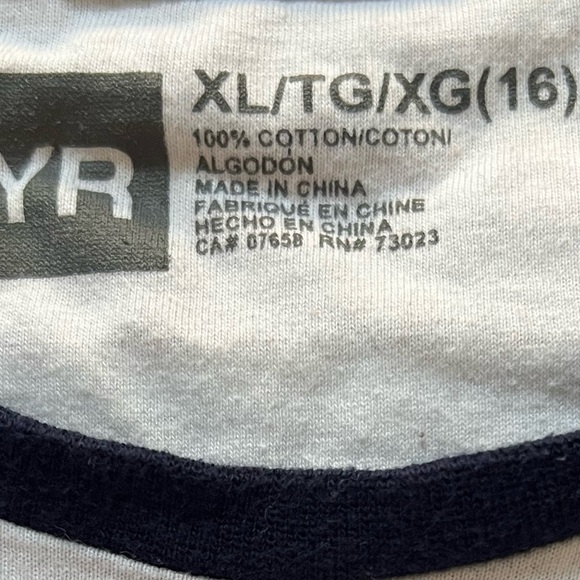 YR
XL/TG/XG(16)
100% COTTON/COTON/
ALGODÓN
MADE IN CHINA
FABRIQUÉ EN CHINE
HECHO EN CHINA
CA# 07658 RN# 73023